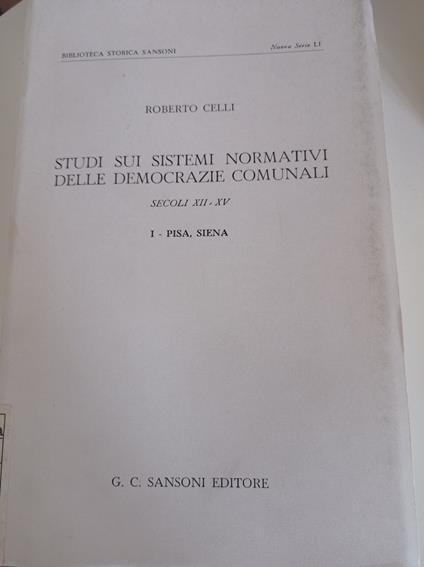 BIBLIOTECA STORICA SANSONI Nuova Serie LI
ROBERTO CELLI
STUDI SUI SISTEMI NORMATIVI
DELLE DEMOCRAZIE COMUNALI
SECOLI XII - XV
I - PISA, SIENA
G. C. SANSONI EDITORE